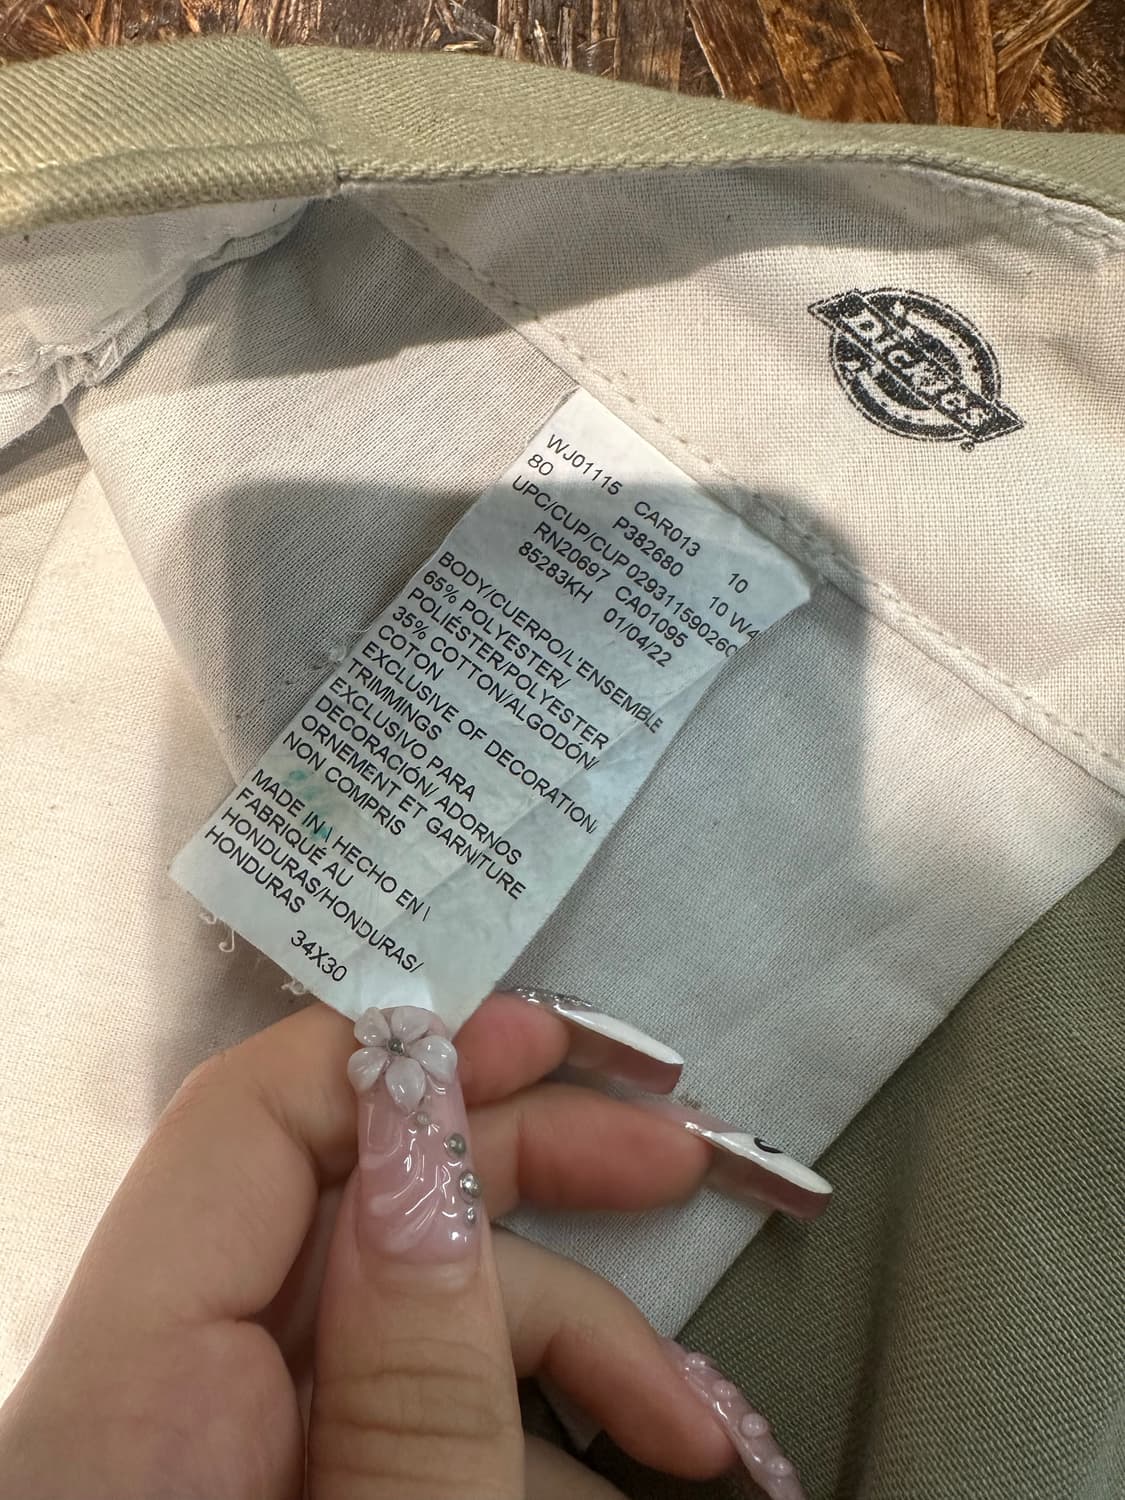 WJ01115 CAR013 10
80 P382680 10 W4
UPC/CUP/CUP
RN20697 CA01095
85283KH 01/04/22
BODY/CUERPO/L'ENSEMBLE
65% POLYESTER/
POLIÉSTER/POLYESTER
35% COTTON/ALGODÓN/
COTON
EXCLUSIVE OF DECORATION/
TRIMMINGS
EXCLUSIVO PARA
DECORACIÓN/ ADORNOS
ORNEMENT ET GARNITURE
NON COMPRIS
MADE IN\ HECHO EN \
FABRIQUÉ AU
HONDURAS/HONDURAS/
HONDURAS
34X30
Dickies